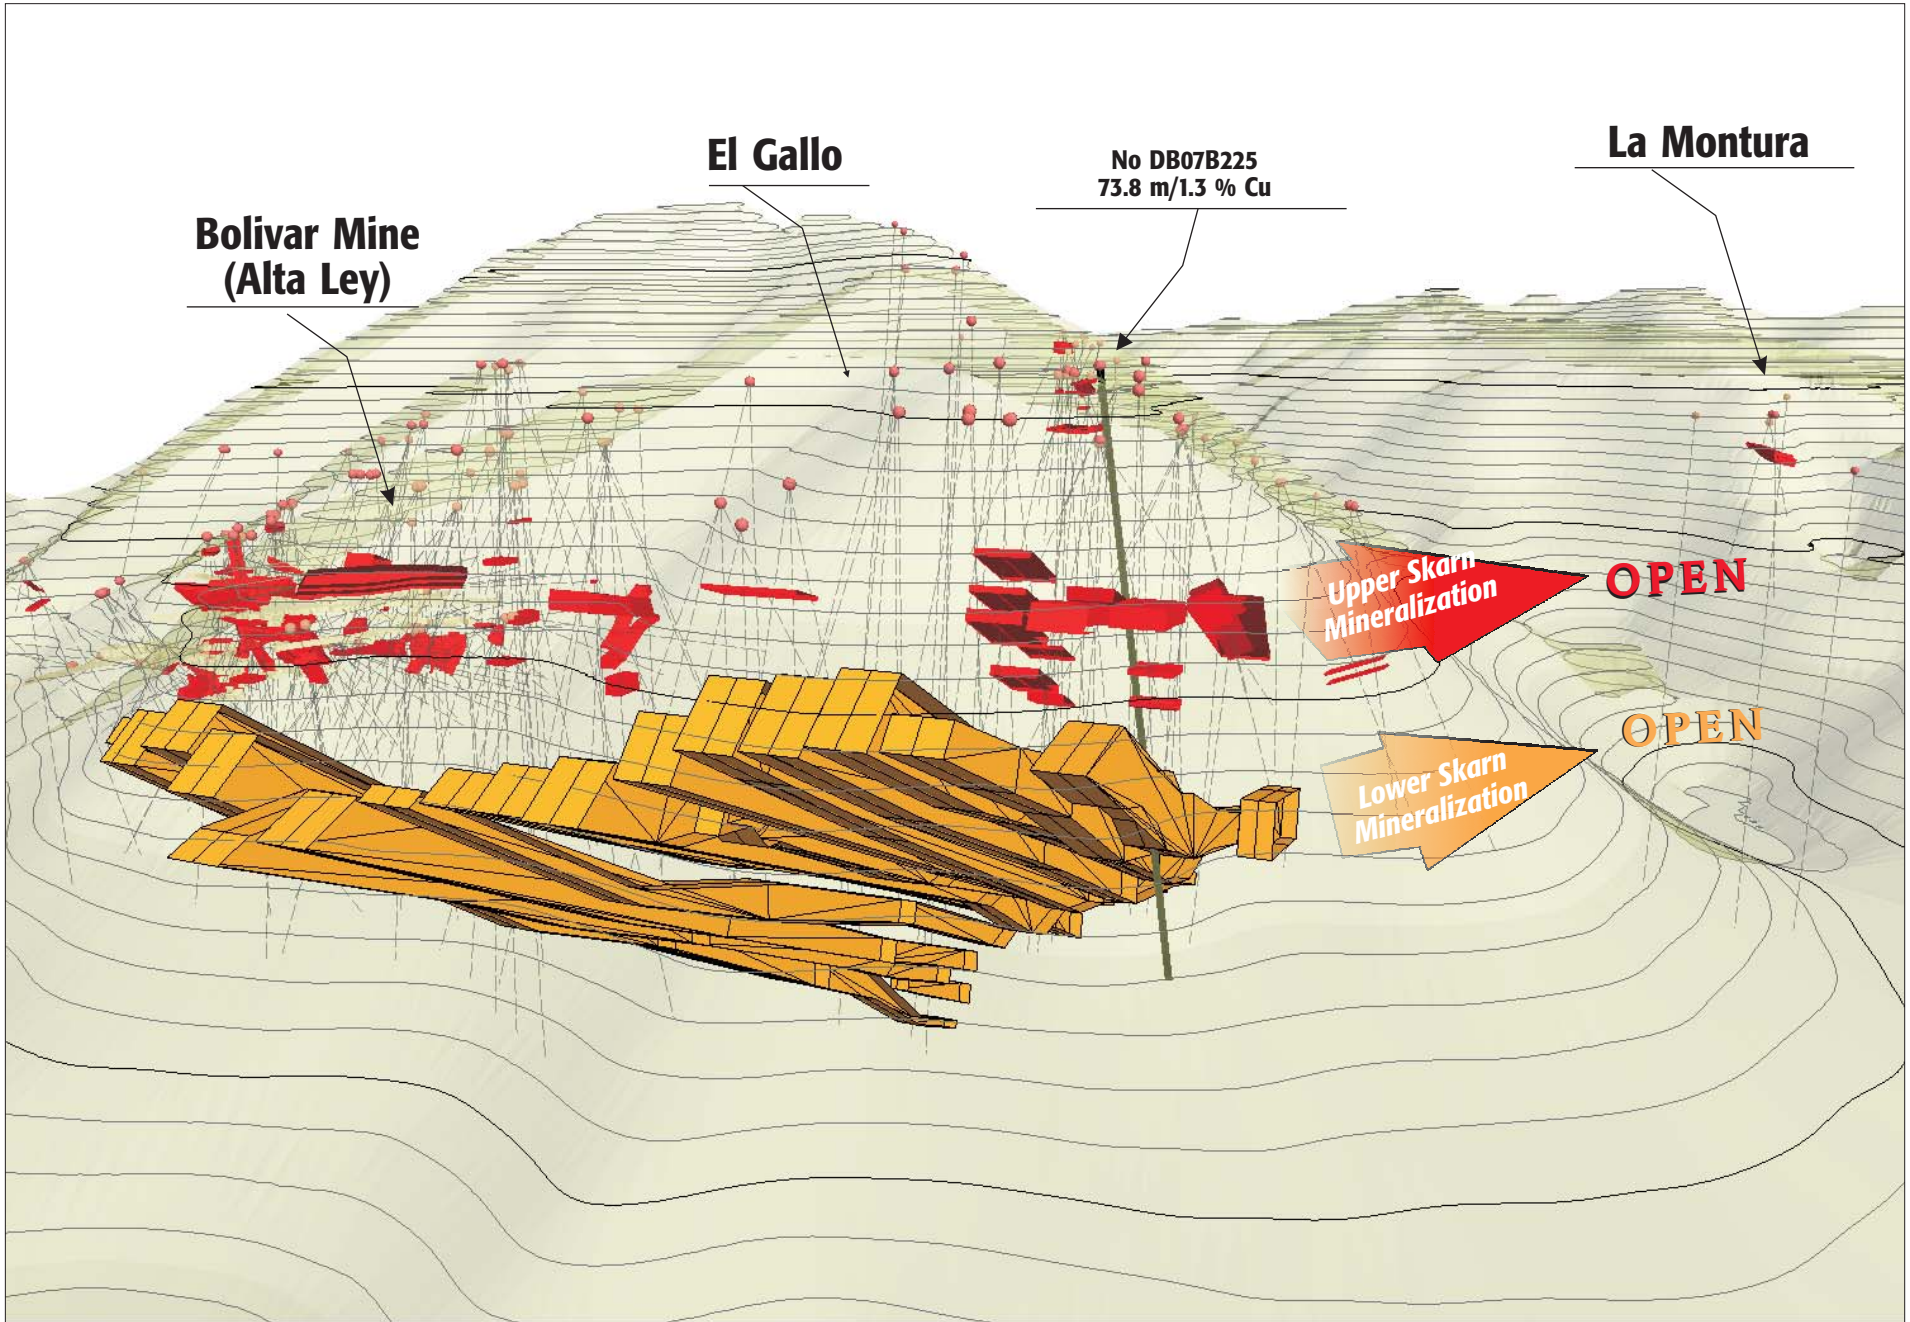 Bolivar Mine
(Alta Ley)
El Gallo
No DB07B225
73.8 m/1.3 % Cu
La Montura
Upper Skarn
Mineralization
OPEN
Lower Skarn
Mineralization
OPEN